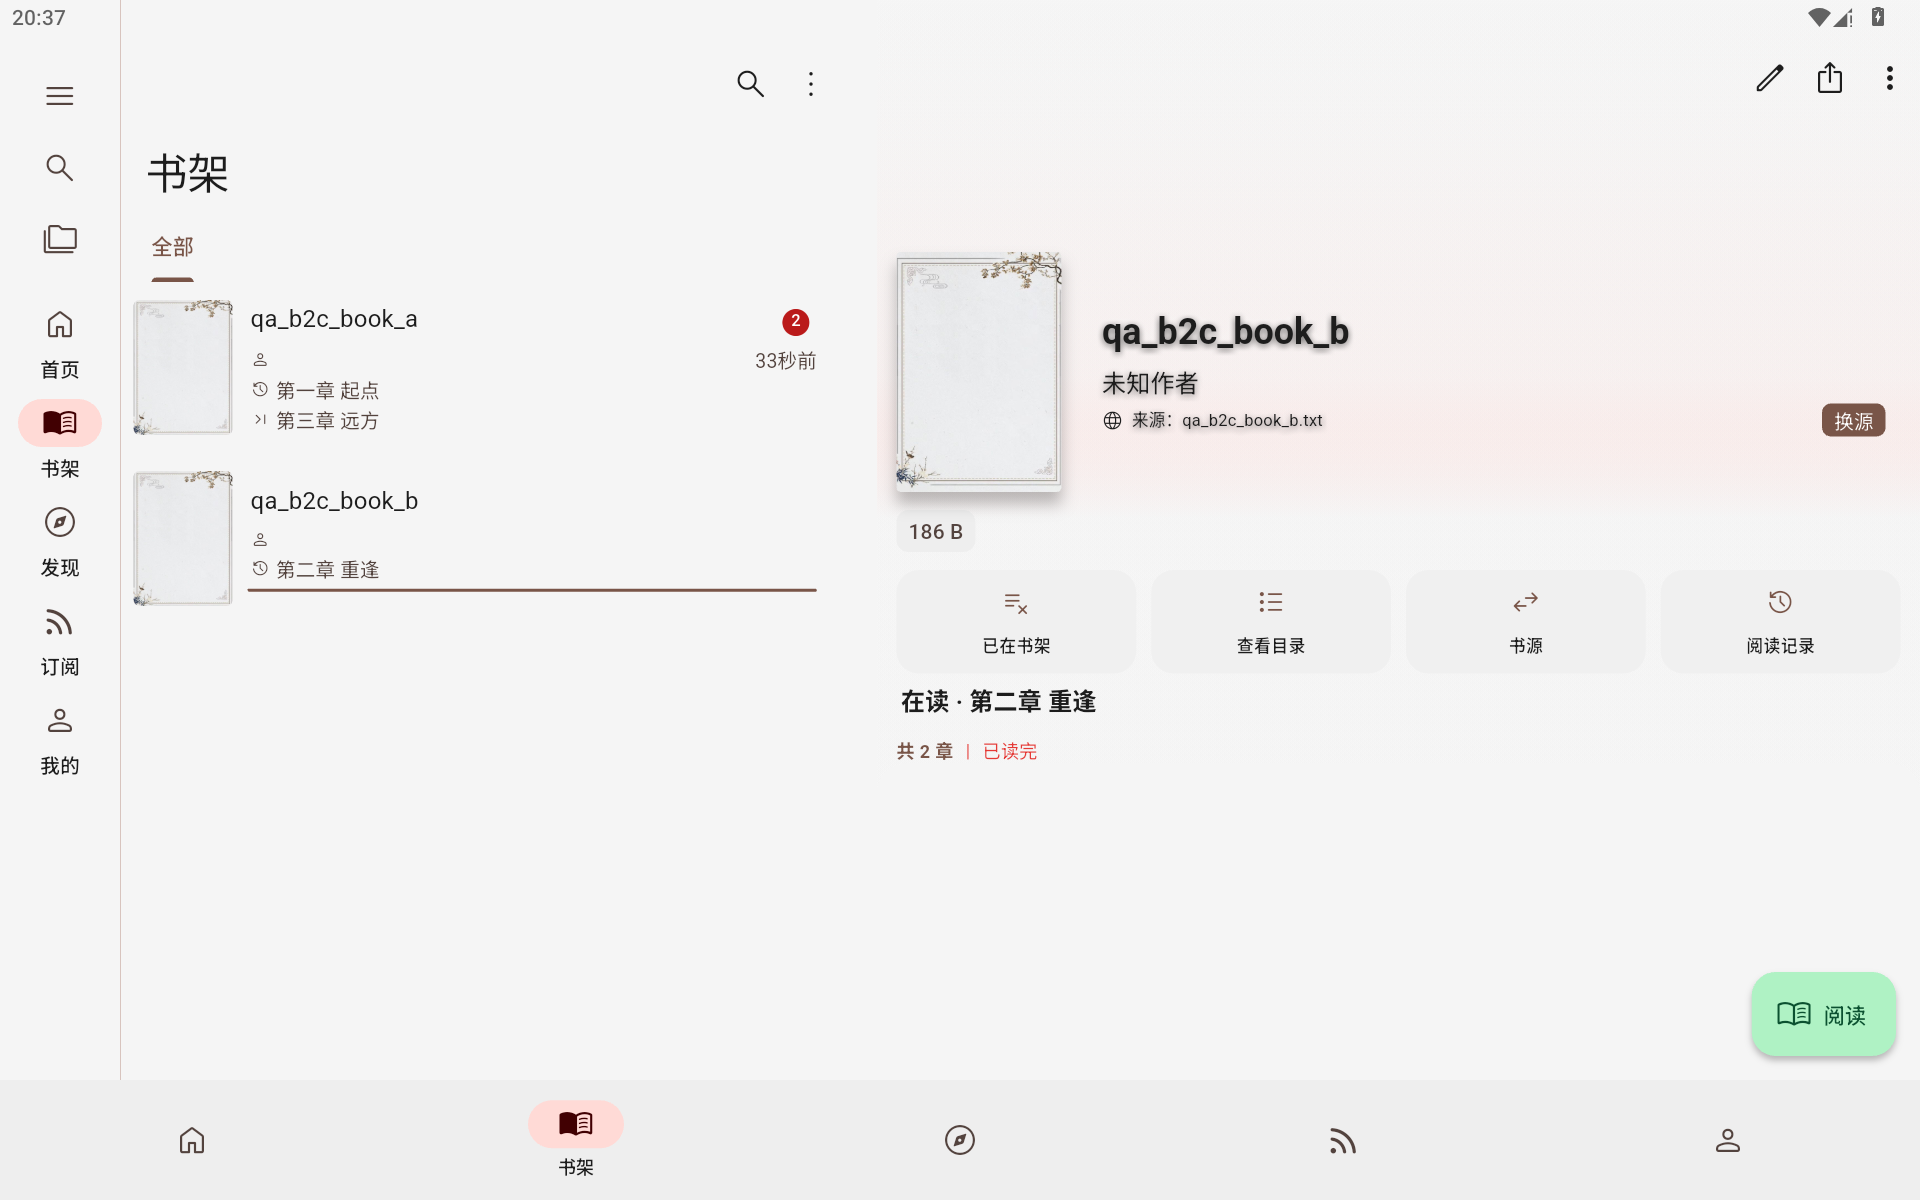 20:37
首页
书架
发现
订阅
我的
书架
全部
qa_b2c_book_a
2
33秒前
第一章 起点
第三章 远方
qa_b2c_book_b
第二章 重逢
qa_b2c_book_b
未知作者
来源：qa_b2c_book_b.txt
换源
186 B
已在书架
查看目录
书源
阅读记录
在读 · 第二章 重逢
共 2 章 | 已读完
阅读
书架